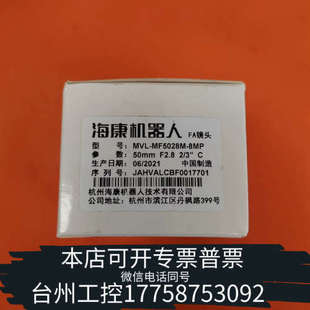 海康机器人 FA镜头
型 号： MVL-MF5028M-8MP
参 数： 50mm F2.8 2/3" C
生产日期： 06/2021 中国制造
序 列 号： JAHVALCBF0017701
杭州海康机器人技术有限公司
公司地址：杭州市滨江区丹枫路399号
本店可开专票普票
微信电话同号
台州工控17758753092